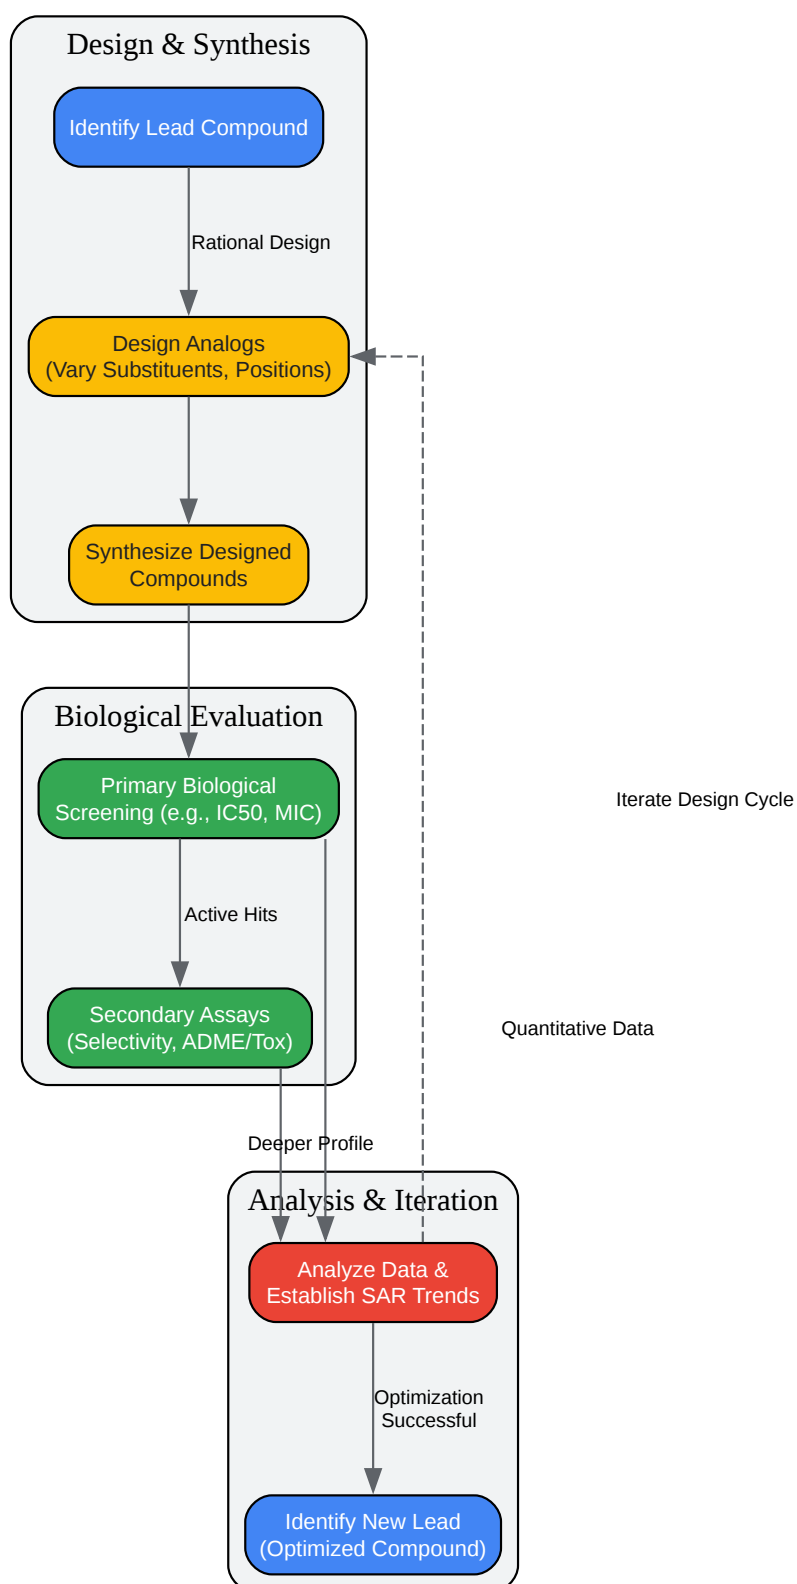 Design & Synthesis
Identify Lead Compound
Rational Design
Design Analogs
(Vary Substituents, Positions)
Synthesize Designed
Compounds
Biological Evaluation
Primary Biological
Screening (e.g., IC50, MIC)
Iterate Design Cycle
Active Hits
Secondary Assays
(Selectivity, ADME/Tox)
Quantitative Data
Deeper Profile
Analysis & Iteration
Analyze Data &
Establish SAR Trends
Optimization
Successful
Identify New Lead
(Optimized Compound)